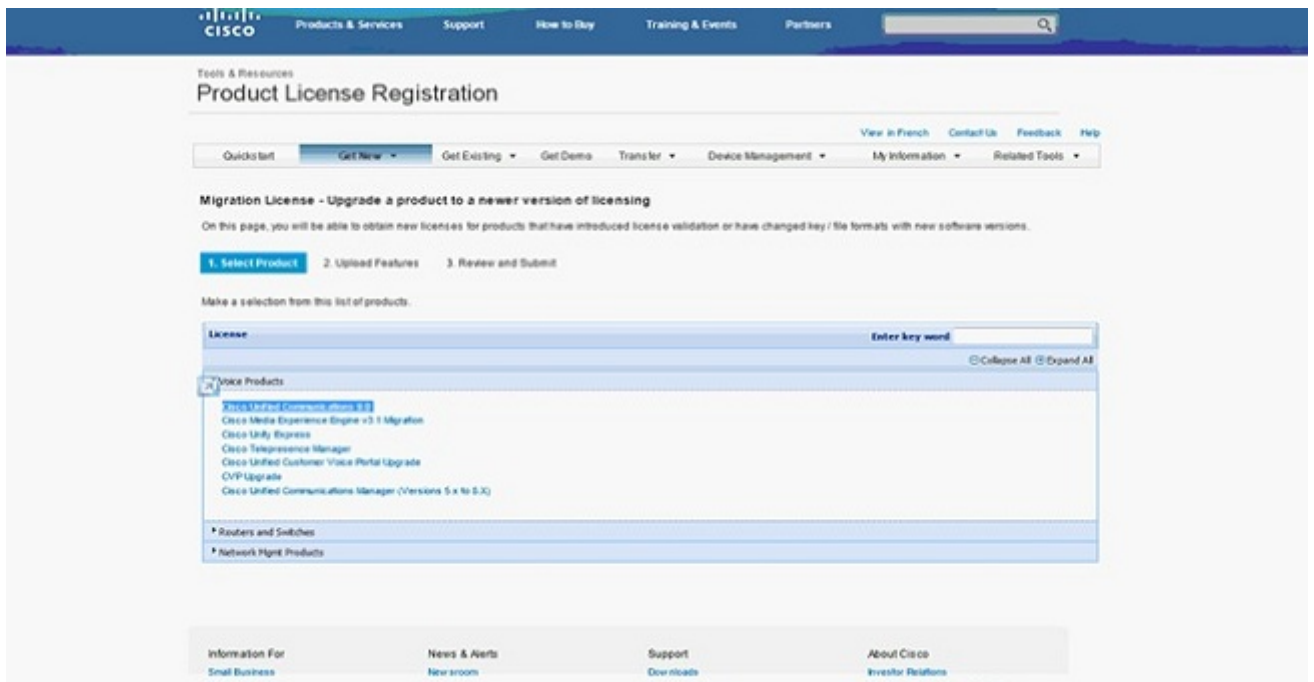 CISCO
Products & Services Support How to Buy Training & Events Partners
Tools & Resources
Product License Registration
View in French Contact Us Feedback Help
Quickstart Get New Get Existing Get Demo Transfer Device Management My Information Related Tools
Migration License - Upgrade a product to a newer version of licensing
On this page, you will be able to obtain new licenses for products that have introduced license validation or have changed key / file formats with new software versions.
1. Select Product 2. Upload Features 3. Review and Submit
Make a selection from this list of products.
License Enter key word
Collapse All Expand All
Voice Products
Cisco Unified Communications 9.0
Cisco Media Experience Engine v3.1 Migration
Cisco Unity Express
Cisco Telepresence Manager
Cisco Unified Customer Voice Portal Upgrade
CVP Upgrade
Cisco Unified Communications Manager (Versions 5.x to 8.X)
Routers and Switches
Network Mgmt Products
Information For News & Alerts Support About Cisco
Small Business Newsroom Downloads Investor Relations